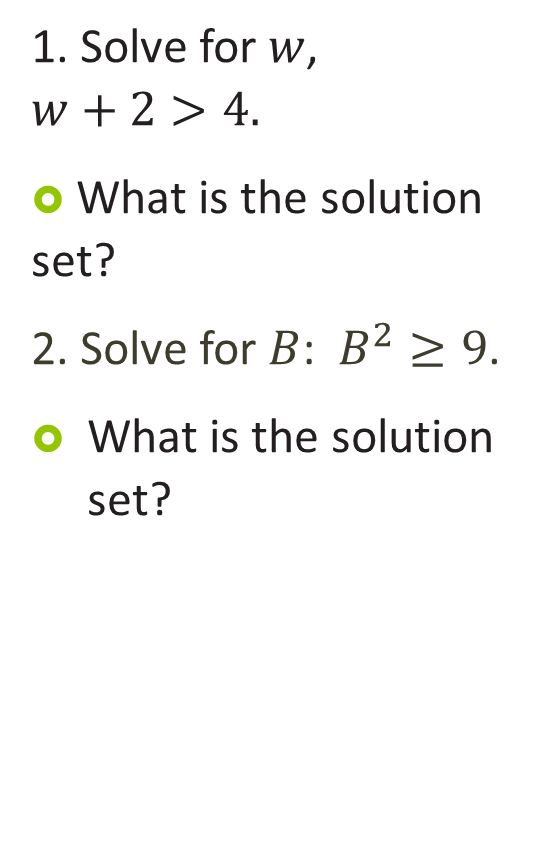 1. Solve for w,
w + 2 > 4.
What is the solution
set?
2. Solve for B: B² ≥ 9.
What is the solution
set?